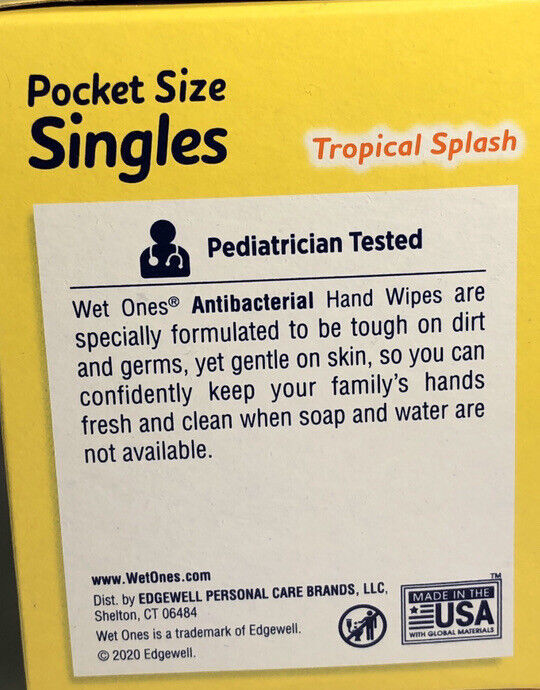 Pocket Size
Singles
Tropical Splash
Pediatrician Tested
Wet Ones® Antibacterial Hand Wipes are
specially formulated to be tough on dirt
and germs, yet gentle on skin, so you can
confidently keep your family's hands
fresh and clean when soap and water are
not available.
www.WetOnes.com
Dist. by EDGEWELL PERSONAL CARE BRANDS, LLC,
Shelton, CT 06484
Wet Ones is a trademark of Edgewell.
© 2020 Edgewell.
MADE IN THE
USA
WITH GLOBAL MATERIALS
TM